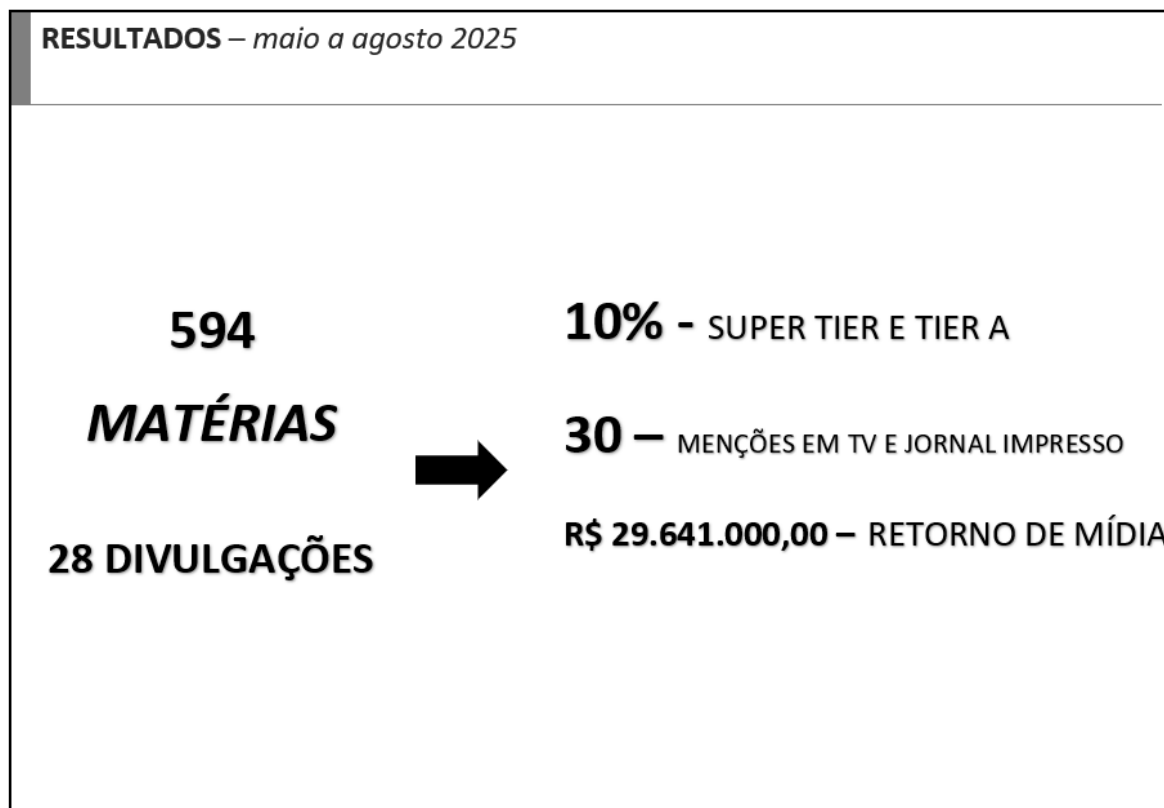 RESULTADOS – maio a agosto 2025
594
MATÉRIAS
28 DIVULGAÇÕES
10% - SUPER TIER E TIER A
30 – MENÇÕES EM TV E JORNAL IMPRESSO
R$ 29.641.000,00 – RETORNO DE MÍDIA